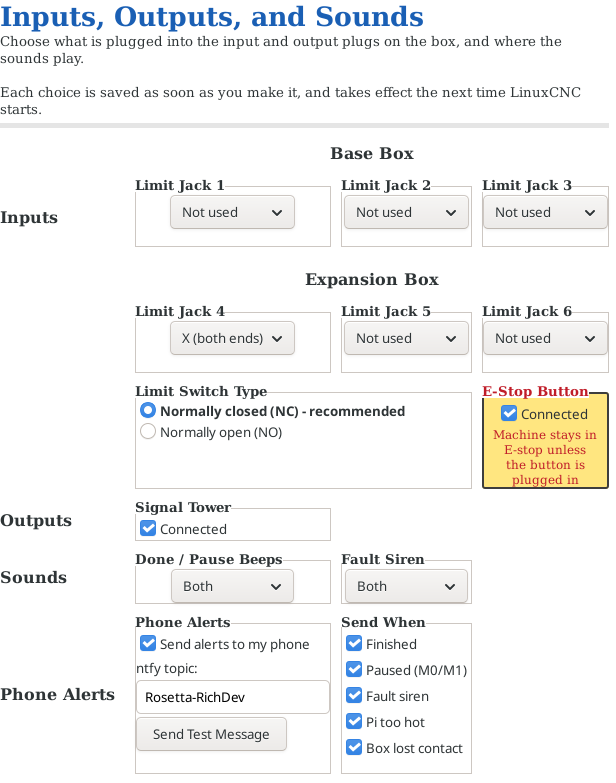 Inputs, Outputs, and Sounds
Choose what is plugged into the input and output plugs on the box, and where the
sounds play.
Each choice is saved as soon as you make it, and takes effect the next time LinuxCNC
starts.
Base Box
Inputs
Limit Jack 1
Not used
Limit Jack 2
Not used
Limit Jack 3
Not used
Expansion Box
Limit Jack 4
X (both ends)
Limit Jack 5
Not used
Limit Jack 6
Not used
Limit Switch Type
Normally closed (NC) - recommended
Normally open (NO)
E-Stop Button
Connected
Machine stays in
E-stop unless
the button is
plugged in
Outputs
Signal Tower
Connected
Sounds
Done / Pause Beeps
Both
Fault Siren
Both
Phone Alerts
Phone Alerts
Send alerts to my phone
ntfy topic:
Rosetta-RichDev
Send Test Message
Send When
Finished
Paused (M0/M1)
Fault siren
Pi too hot
Box lost contact